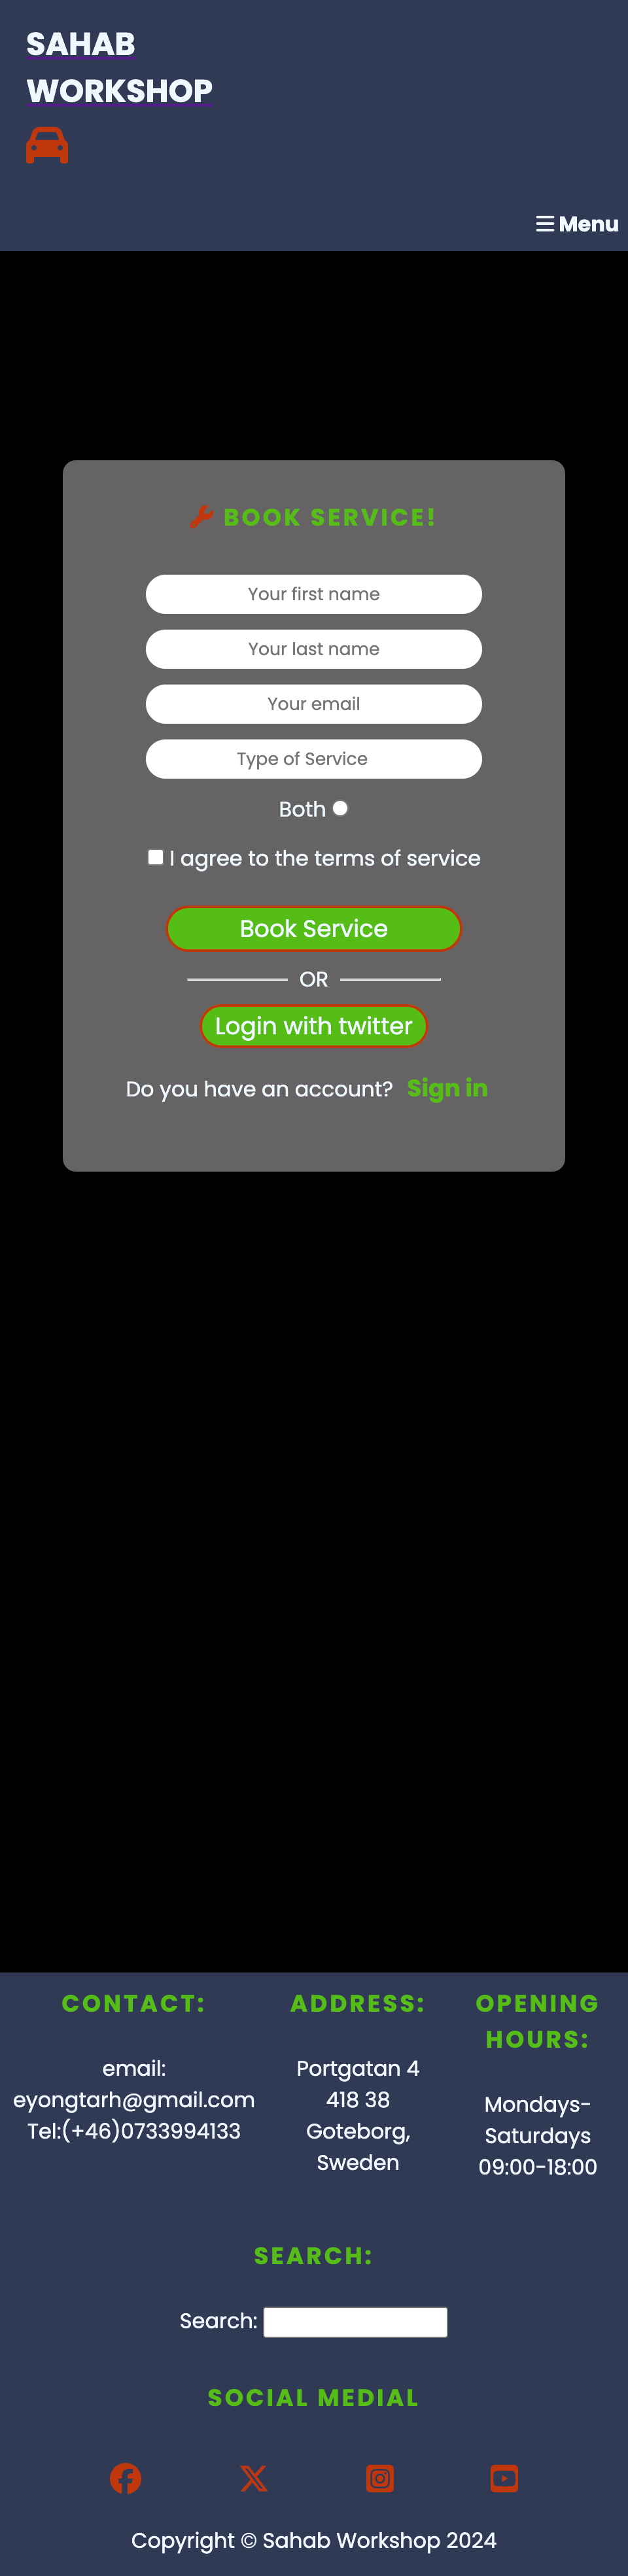 SAHAB
WORKSHOP
Menu
BOOK SERVICE!
Your first name
Your last name
Your email
Type of Service
Both
I agree to the terms of service
Book Service
OR
Login with twitter
Do you have an account? Sign in
CONTACT:
email:
eyongtarh@gmail.com
Tel:(+46)0733994133
ADDRESS:
Portgatan 4
418 38
Goteborg,
Sweden
OPENING
HOURS:
Mondays-
Saturdays
09:00-18:00
SEARCH:
Search:
SOCIAL MEDIAL
Copyright © Sahab Workshop 2024